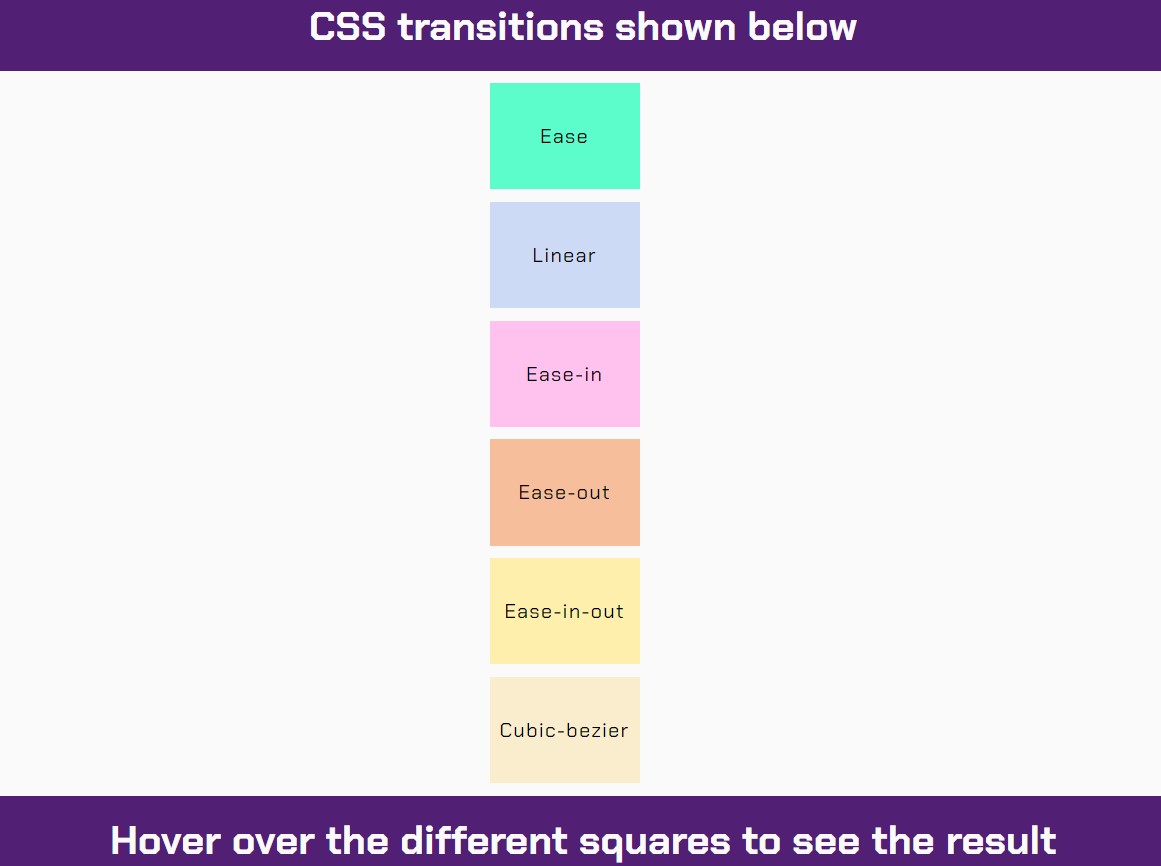 CSS transitions shown below
Ease
Linear
Ease-in
Ease-out
Ease-in-out
Cubic-bezier
Hover over the different squares to see the result